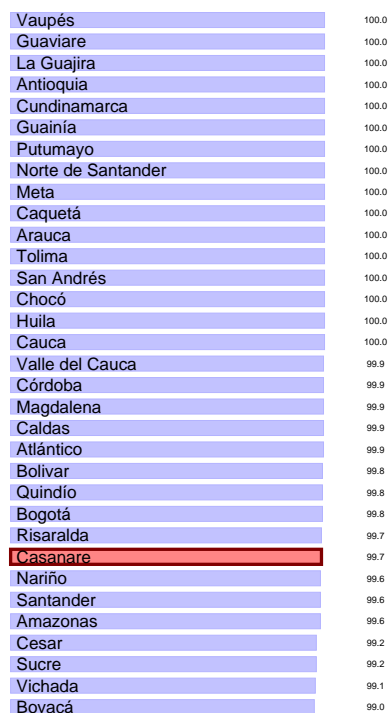 Vaupés 100.0
Guaviare 100.0
La Guajira 100.0
Antioquia 100.0
Cundinamarca 100.0
Guainía 100.0
Putumayo 100.0
Norte de Santander 100.0
Meta 100.0
Caquetá 100.0
Arauca 100.0
Tolima 100.0
San Andrés 100.0
Chocó 100.0
Huila 100.0
Cauca 100.0
Valle del Cauca 99.9
Córdoba 99.9
Magdalena 99.9
Caldas 99.9
Atlántico 99.9
Bolivar 99.8
Quindío 99.8
Bogotá 99.8
Risaralda 99.7
Casanare 99.7
Nariño 99.6
Santander 99.6
Amazonas 99.6
Cesar 99.2
Sucre 99.2
Vichada 99.1
Boyacá 99.0